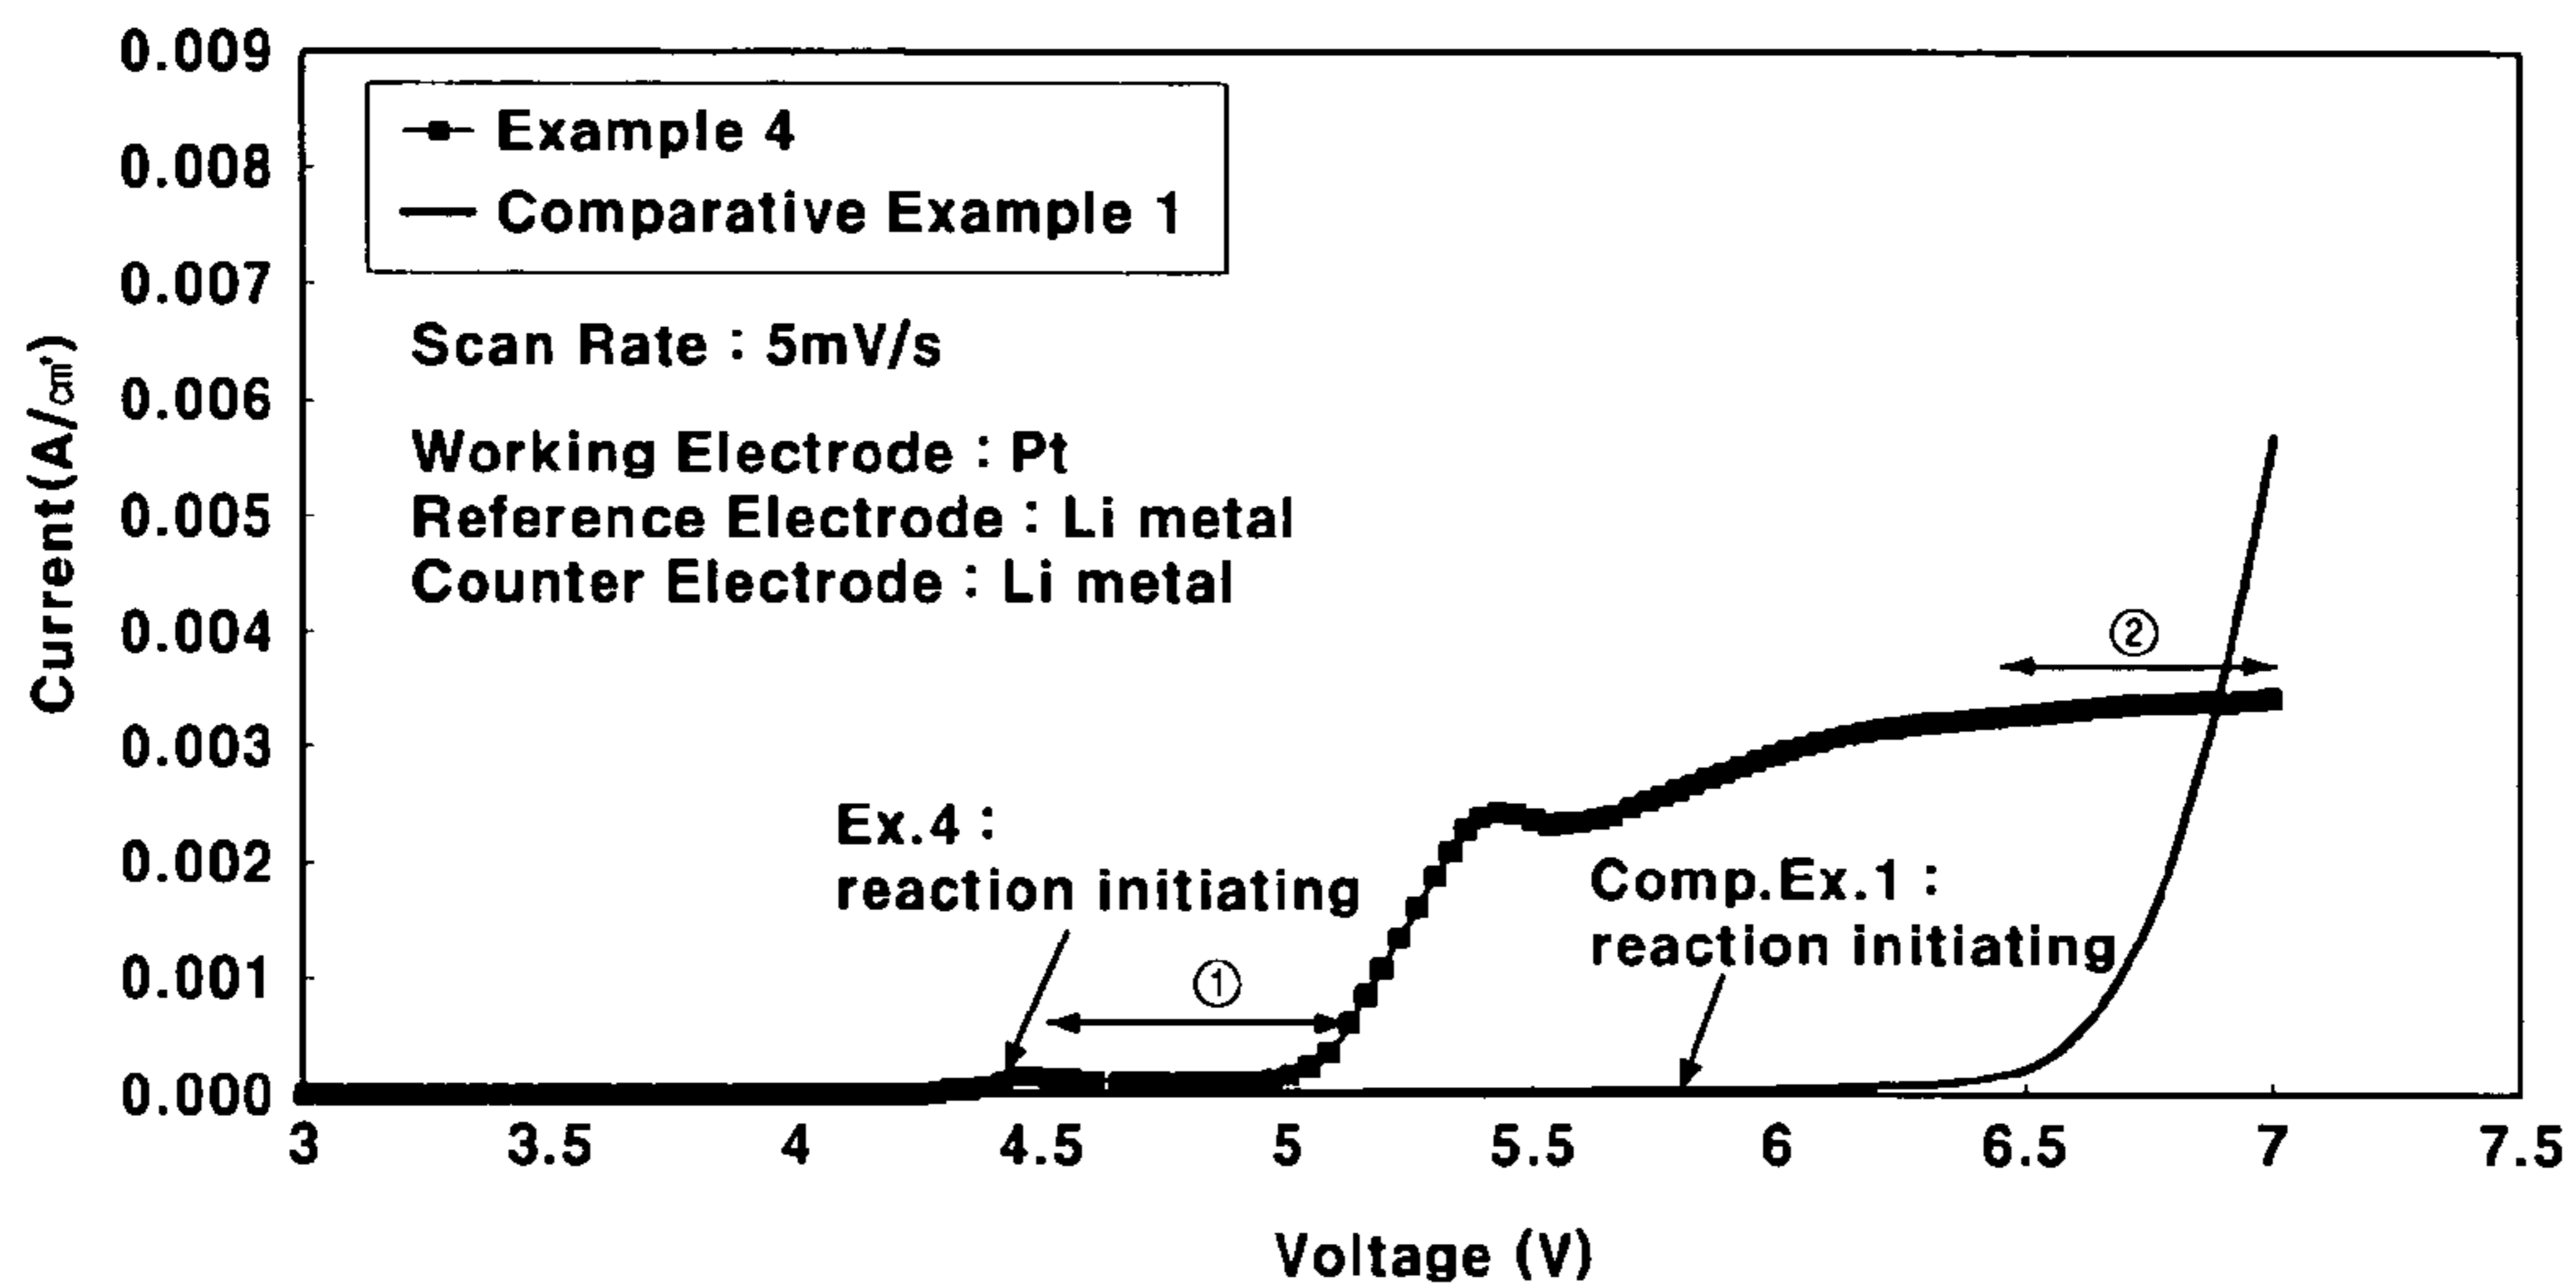 0.009
0.008
0.007
0.006
0.005
0.004
0.003
0.002
0.001
0.000
Current(A/㎠)
Example 4
Comparative Example 1
Scan Rate : 5mV/s
Working Electrode : Pt
Reference Electrode : Li metal
Counter Electrode : Li metal
②
Ex.4 :
reaction initiating
Comp.Ex.1 :
reaction initiating
①
3 3.5 4 4.5 5 5.5 6 6.5 7 7.5
Voltage (V)